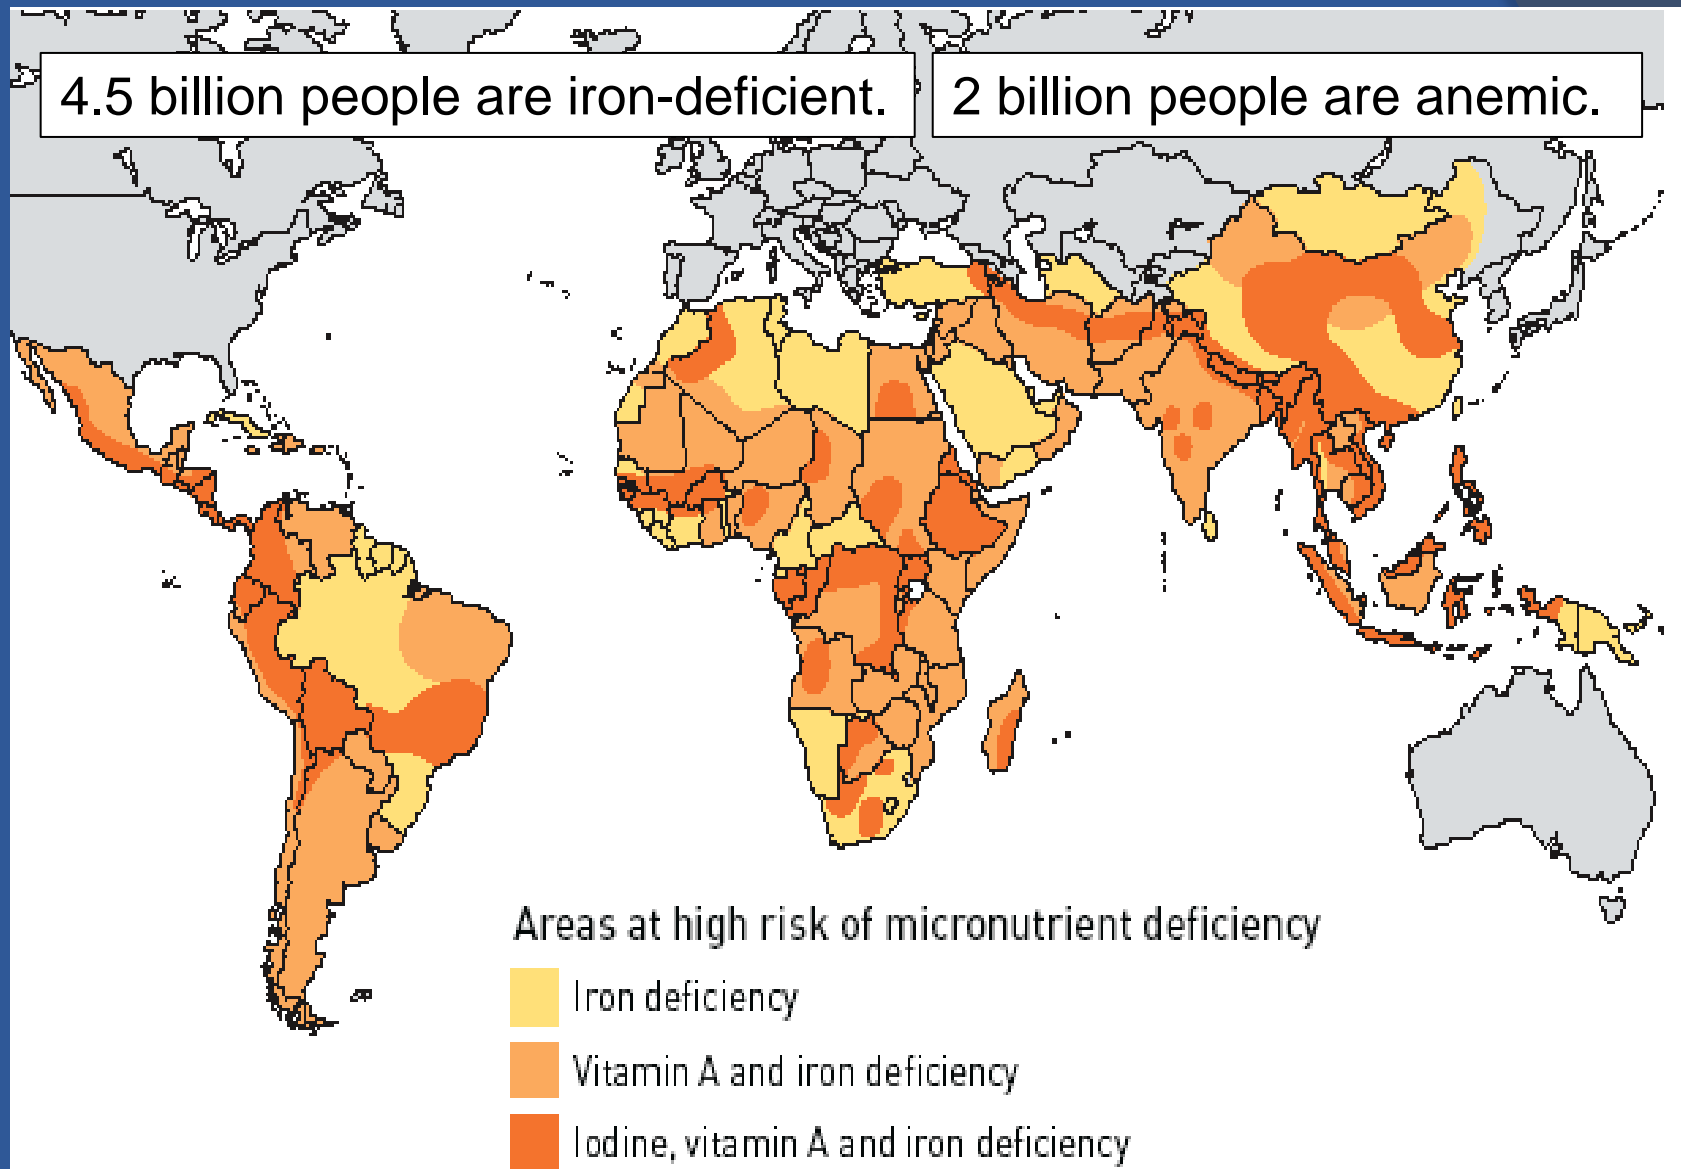 4.5 billion people are iron-deficient.
2 billion people are anemic.
Areas at high risk of micronutrient deficiency
Iron deficiency
Vitamin A and iron deficiency
Iodine, vitamin A and iron deficiency